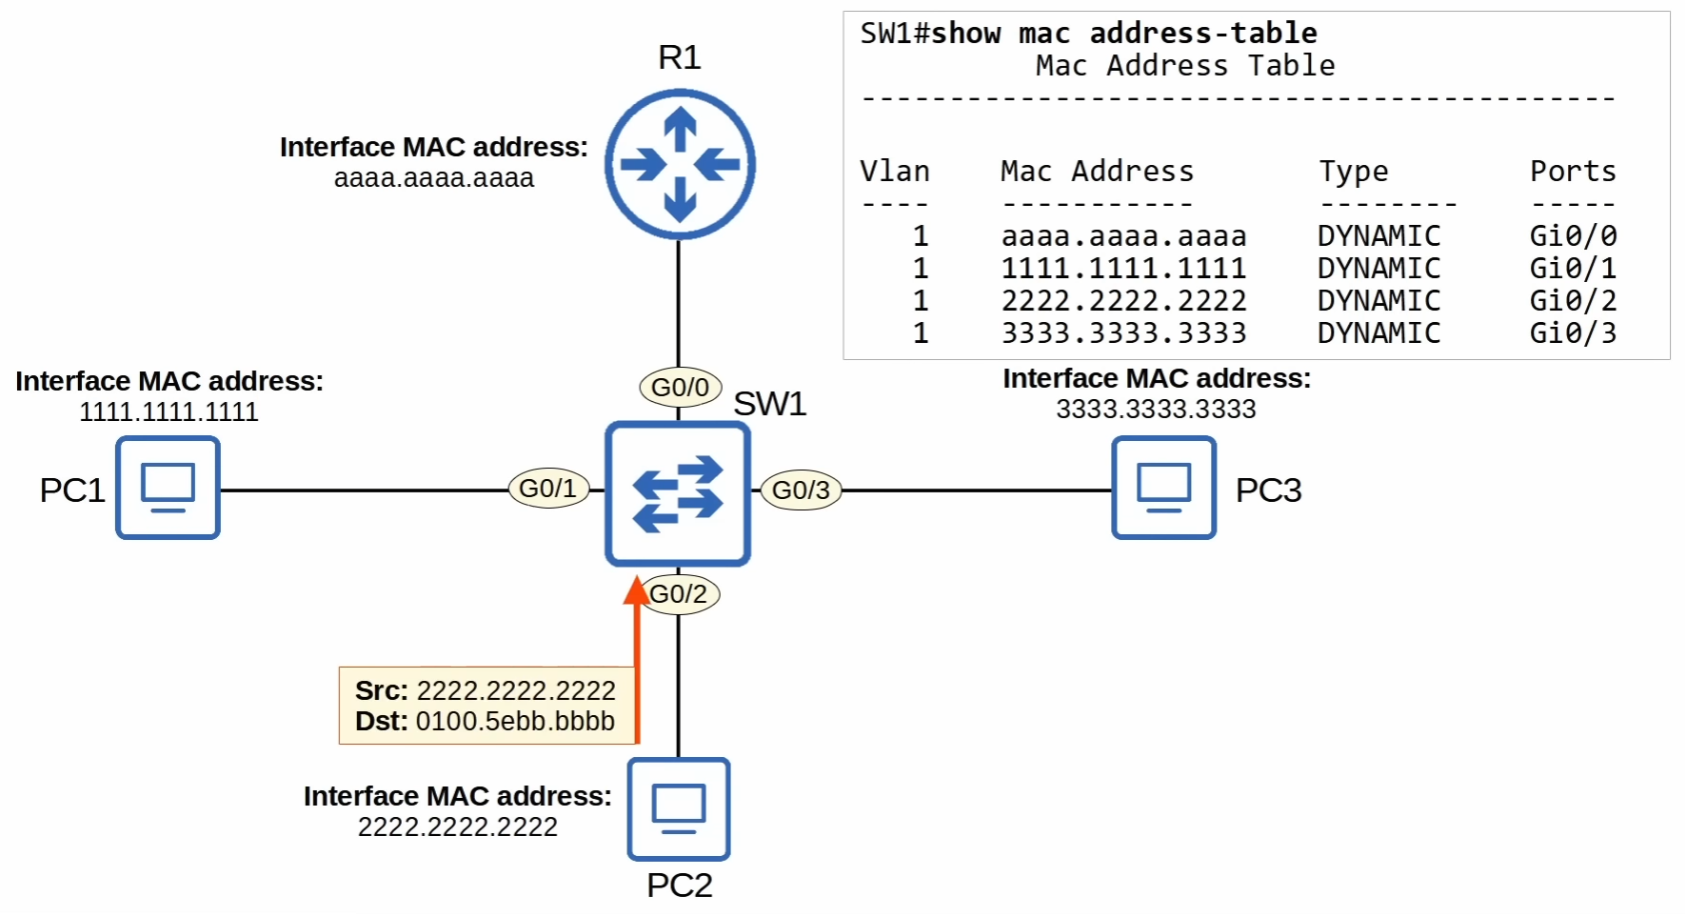 SW1#show mac address-table
Mac Address Table
-------------------------------------------
Vlan Mac Address Type Ports
---- ----------- -------- -----
1 aaaa.aaaa.aaaa DYNAMIC Gi0/0
1 1111.1111.1111 DYNAMIC Gi0/1
1 2222.2222.2222 DYNAMIC Gi0/2
1 3333.3333.3333 DYNAMIC Gi0/3
R1
Interface MAC address:
aaaa.aaaa.aaaa
Interface MAC address:
1111.1111.1111
PC1
G0/0
SW1
G0/1
G0/3
Interface MAC address:
3333.3333.3333
PC3
G0/2
Src: 2222.2222.2222
Dst: 0100.5ebb.bbbb
Interface MAC address:
2222.2222.2222
PC2